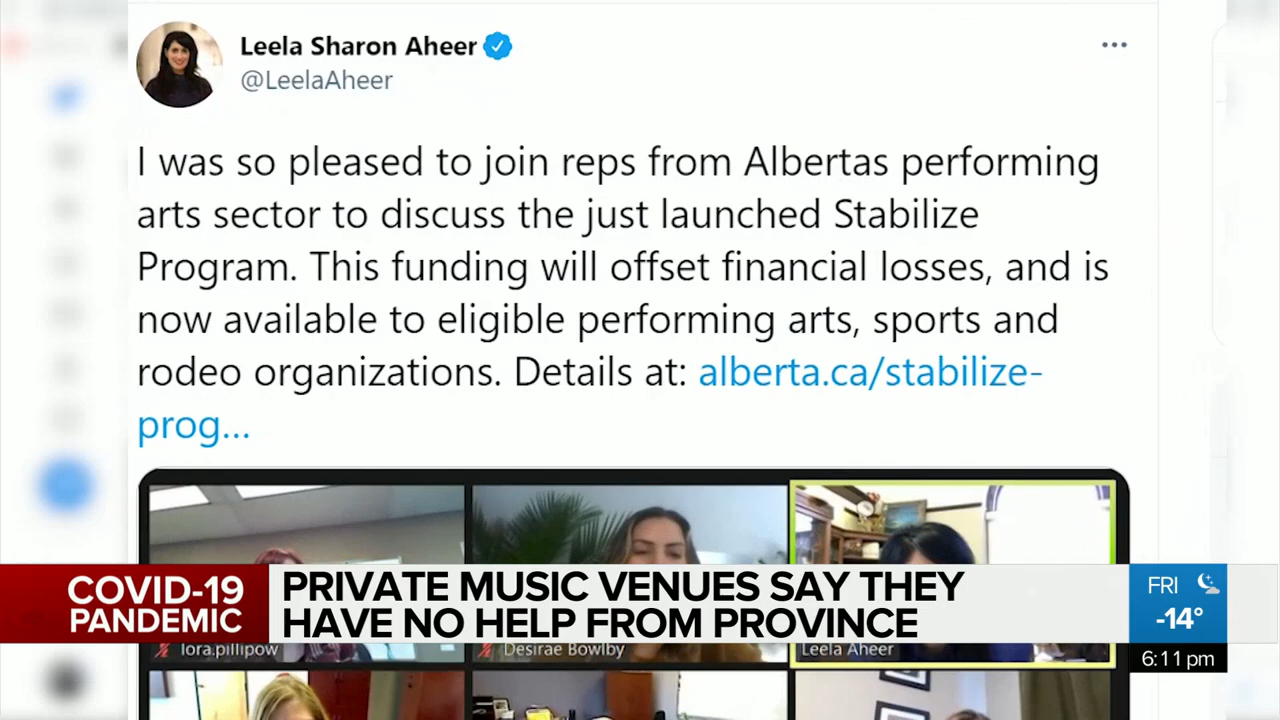 Leela Sharon Aheer
@LeelaAheer
I was so pleased to join reps from Albertas performing
arts sector to discuss the just launched Stabilize
Program. This funding will offset financial losses, and is
now available to eligible performing arts, sports and
rodeo organizations. Details at: alberta.ca/stabilize-
prog...
COVID-19
PANDEMIC
PRIVATE MUSIC VENUES SAY THEY
HAVE NO HELP FROM PROVINCE
FRI
-14°
6:11 pm
lora.pillipow
Desirae Bowlby
Leela Aheer